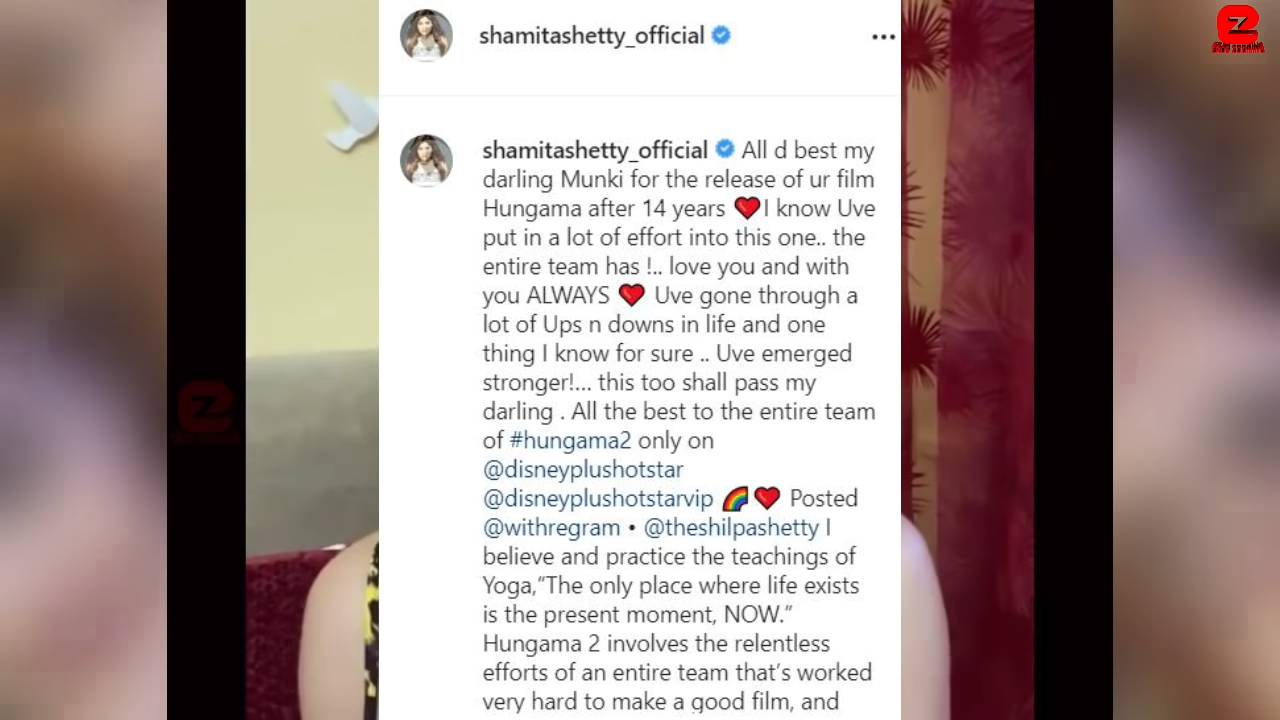 shamitashetty_official
shamitashetty_official All d best my
darling Munki for the release of ur film
Hungama after 14 years ❤️I know Uve
put in a lot of effort into this one.. the
entire team has !.. love you and with
you ALWAYS ❤️ Uve gone through a
lot of Ups n downs in life and one
thing I know for sure .. Uve emerged
stronger!... this too shall pass my
darling . All the best to the entire team
of #hungama2 only on
@disneyplushotstar
@disneyplushotstarvip 🌈❤️ Posted
@withregram • @theshilpashetty I
believe and practice the teachings of
Yoga,“The only place where life exists
is the present moment, NOW.”
Hungama 2 involves the relentless
efforts of an entire team that’s worked
very hard to make a good film, and